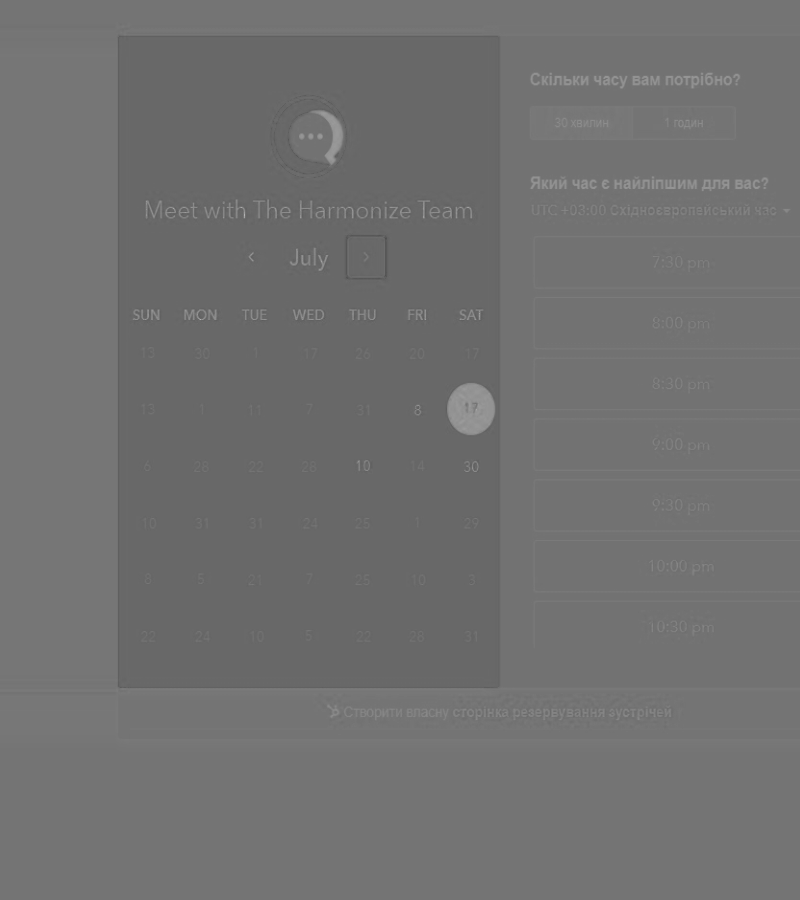 Meet with The Harmonize Team
July
SUN MON TUE WED THU FRI SAT
13 30 1 17 26 20 17
13 1 11 7 31 8 17
6 28 22 28 10 14 30
10 31 31 24 25 1 29
8 5 21 7 25 10 3
22 24 10 5 22 28 31
Скільки часу вам потрібно?
30 хвилин 1 годин
Який час є найліпшим для вас?
UTC +03:00 Східноєвропейський час
7:30 pm
8:00 pm
8:30 pm
9:00 pm
9:30 pm
10:00 pm
10:30 pm
Створити власну сторінка резервування зустрічей